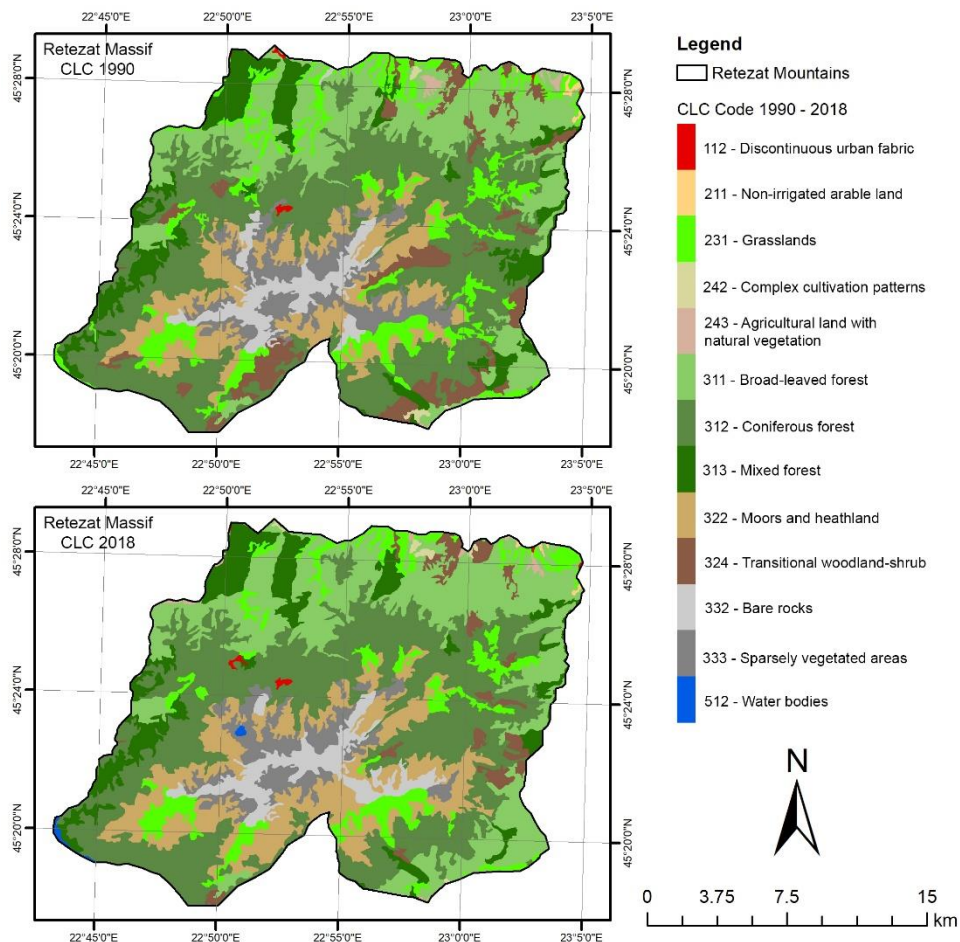 Retezat Massif
CLC 1990
45°28'0"N
45°24'0"N
45°20'0"N
45°28'0"N
45°24'0"N
45°20'0"N
22°45'0"E
22°50'0"E
22°55'0"E
23°0'0"E
23°5'0"E
22°45'0"E
22°50'0"E
22°55'0"E
23°0'0"E
23°5'0"E
22°45'0"E
22°50'0"E
22°55'0"E
23°0'0"E
23°5'0"E
Retezat Massif
CLC 2018
45°28'0"N
45°24'0"N
45°20'0"N
45°28'0"N
45°24'0"N
45°20'0"N
22°45'0"E
22°50'0"E
22°55'0"E
23°0'0"E
23°5'0"E
Legend
Retezat Mountains
CLC Code 1990 - 2018
112 - Discontinuous urban fabric
211 - Non-irrigated arable land
231 - Grasslands
242 - Complex cultivation patterns
243 - Agricultural land with
natural vegetation
311 - Broad-leaved forest
312 - Coniferous forest
313 - Mixed forest
322 - Moors and heathland
324 - Transitional woodland-shrub
332 - Bare rocks
333 - Sparsely vegetated areas
512 - Water bodies
N
0 3.75 7.5 15
km